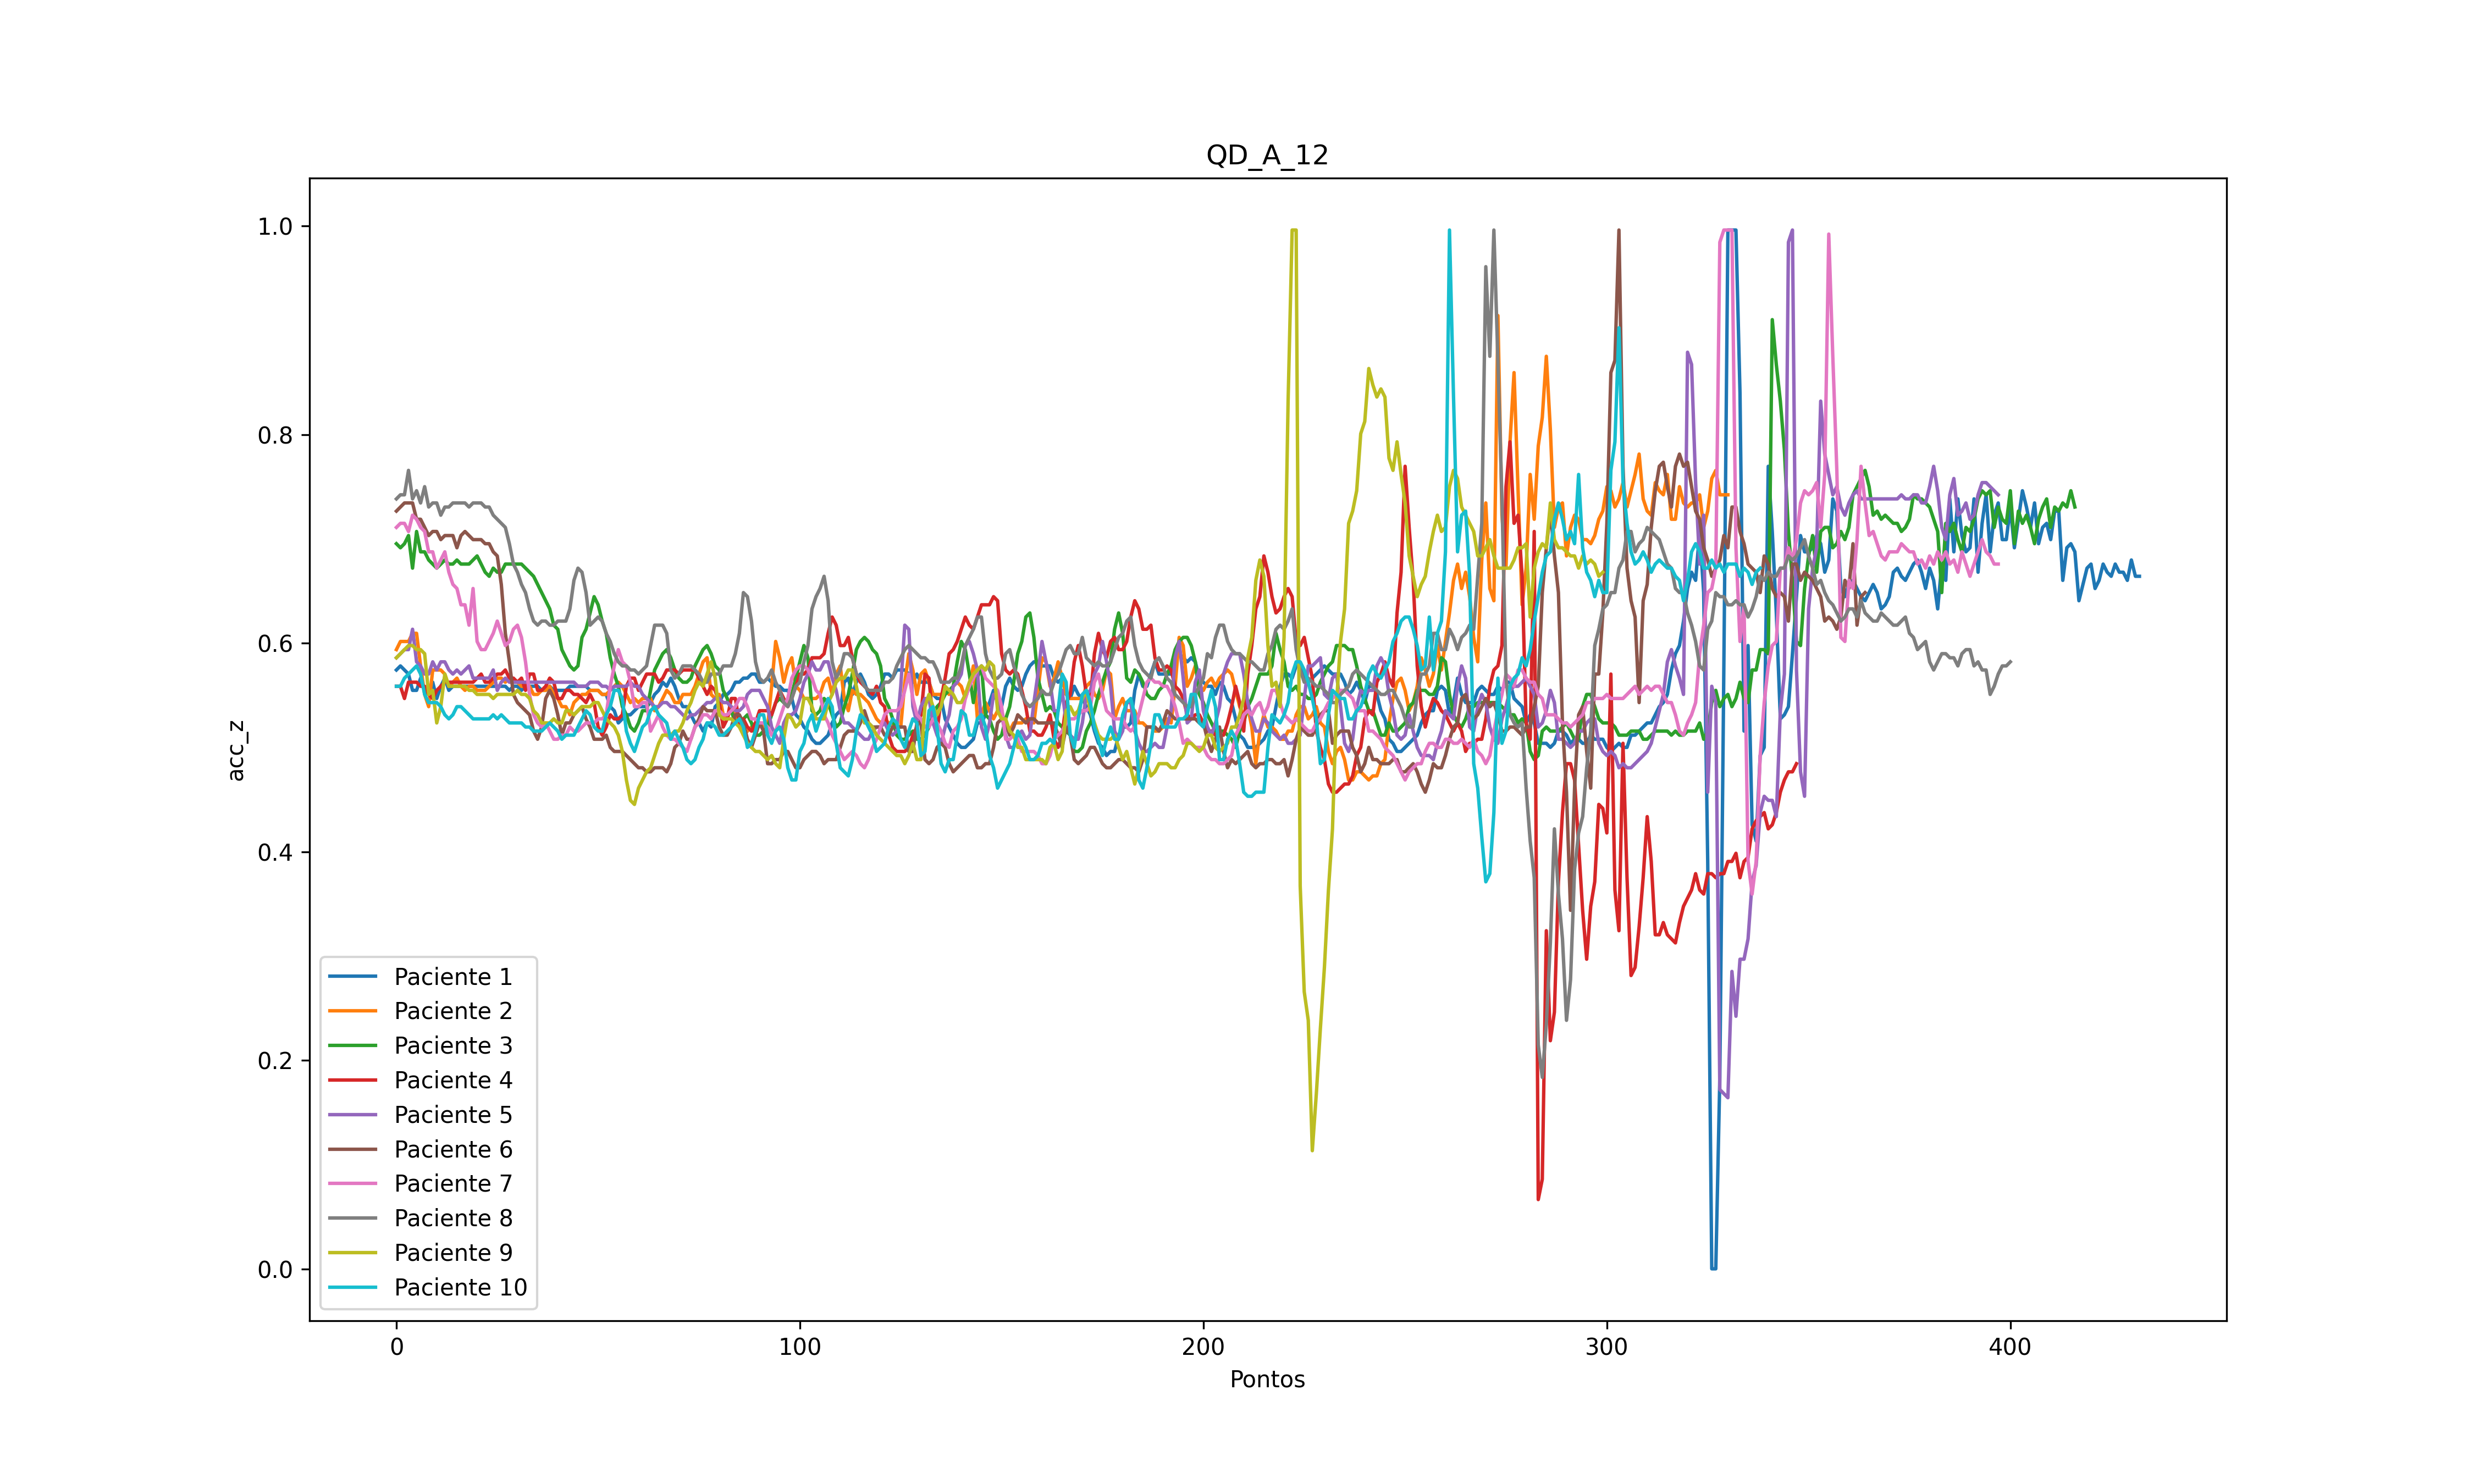 QD_A_12
1.0
0.8
0.6
0.4
0.2
0.0
acc_z
Paciente 1
Paciente 2
Paciente 3
Paciente 4
Paciente 5
Paciente 6
Paciente 7
Paciente 8
Paciente 9
Paciente 10
0 100 200 300 400
Pontos